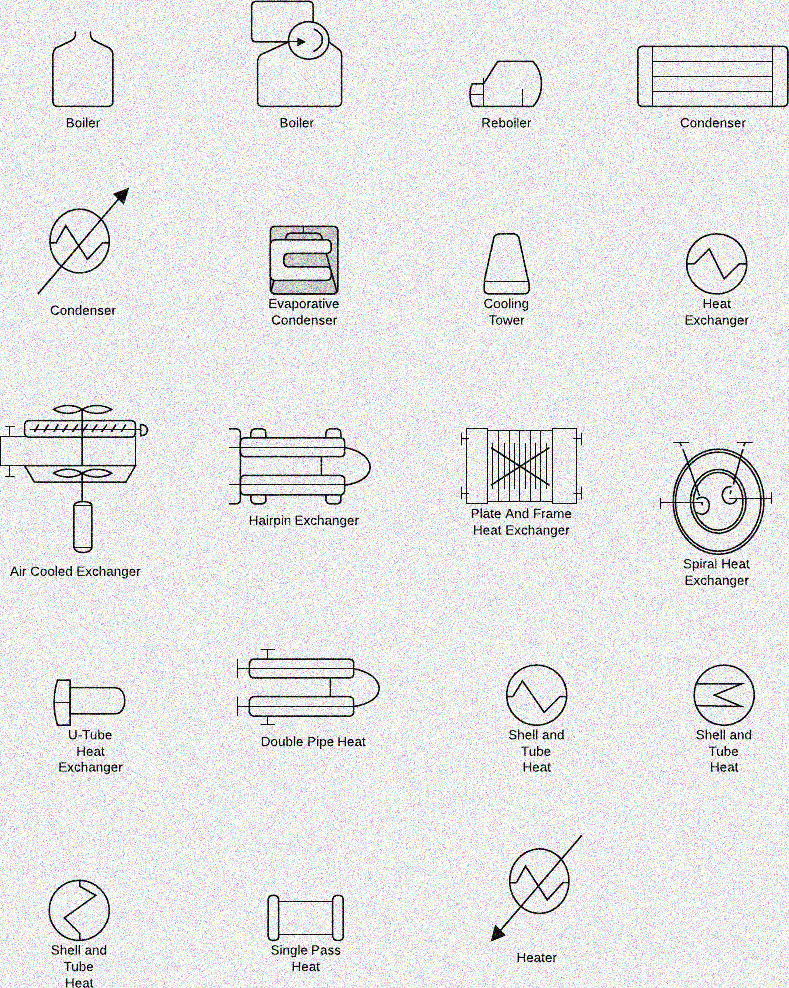 Boiler
Boiler
Reboiler
Condenser
Condenser
Evaporative
Condenser
Cooling
Tower
Heat
Exchanger
Air Cooled Exchanger
Hairpin Exchanger
Plate And Frame
Heat Exchanger
Spiral Heat
Exchanger
U-Tube
Heat
Exchanger
Double Pipe Heat
Shell and
Tube
Heat
Shell and
Tube
Heat
Shell and
Tube
Heat
Single Pass
Heat
Heater